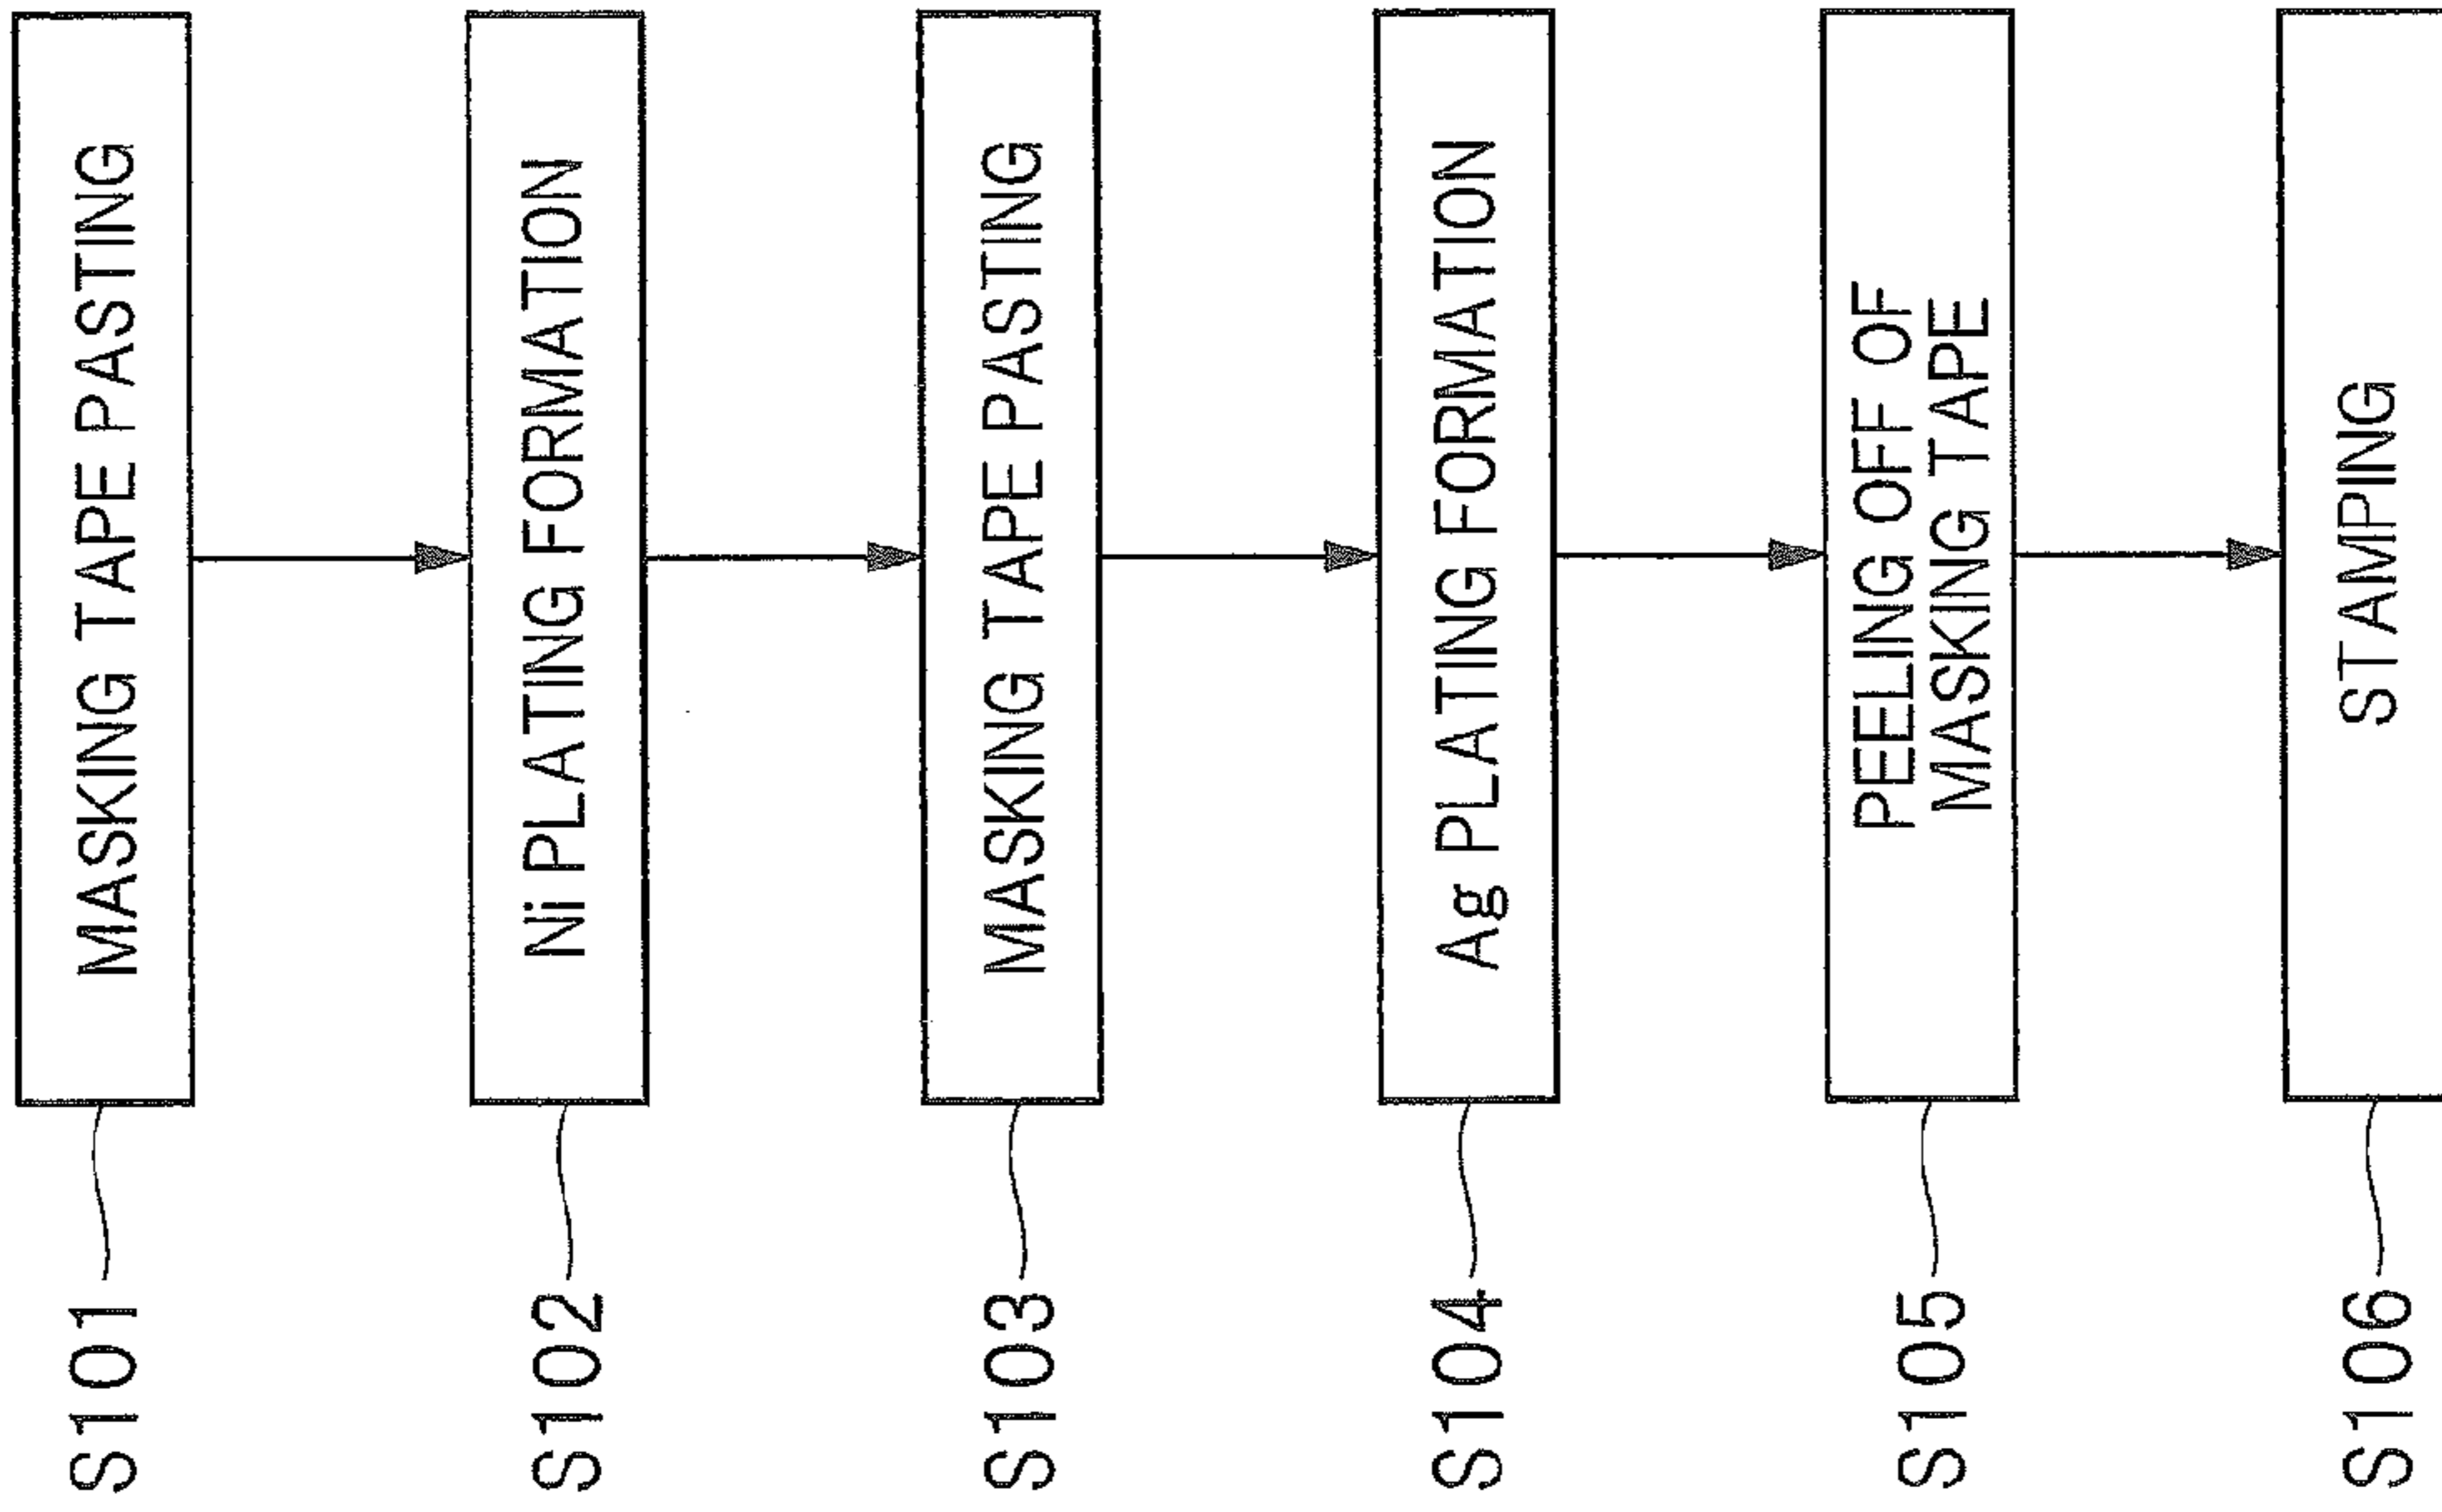 S101
MASKING TAPE PASTING
S102
Ni PLATING FORMATION
S103
MASKING TAPE PASTING
S104
Ag PLATING FORMATION
S105
PEELING OFF OF
MASKING TAPE
S106
STAMPING